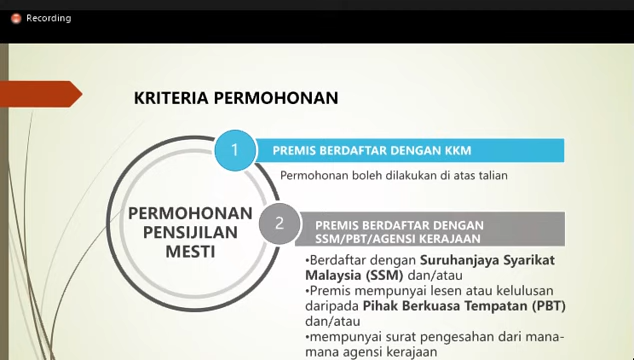 Recording
KRITERIA PERMOHONAN
1
PREMIS BERDAFTAR DENGAN KKM
Permohonan boleh dilakukan di atas talian
PERMOHONAN
PENSIJILAN
MESTI
2
PREMIS BERDAFTAR DENGAN
SSM/PBT/AGENSI KERAJAAN
•Berdaftar dengan Suruhanjaya Syarikat
Malaysia (SSM) dan/atau
•Premis mempunyai lesen atau kelulusan
daripada Pihak Berkuasa Tempatan (PBT)
dan/atau
•mempunyai surat pengesahan dari mana-
mana agensi kerajaan